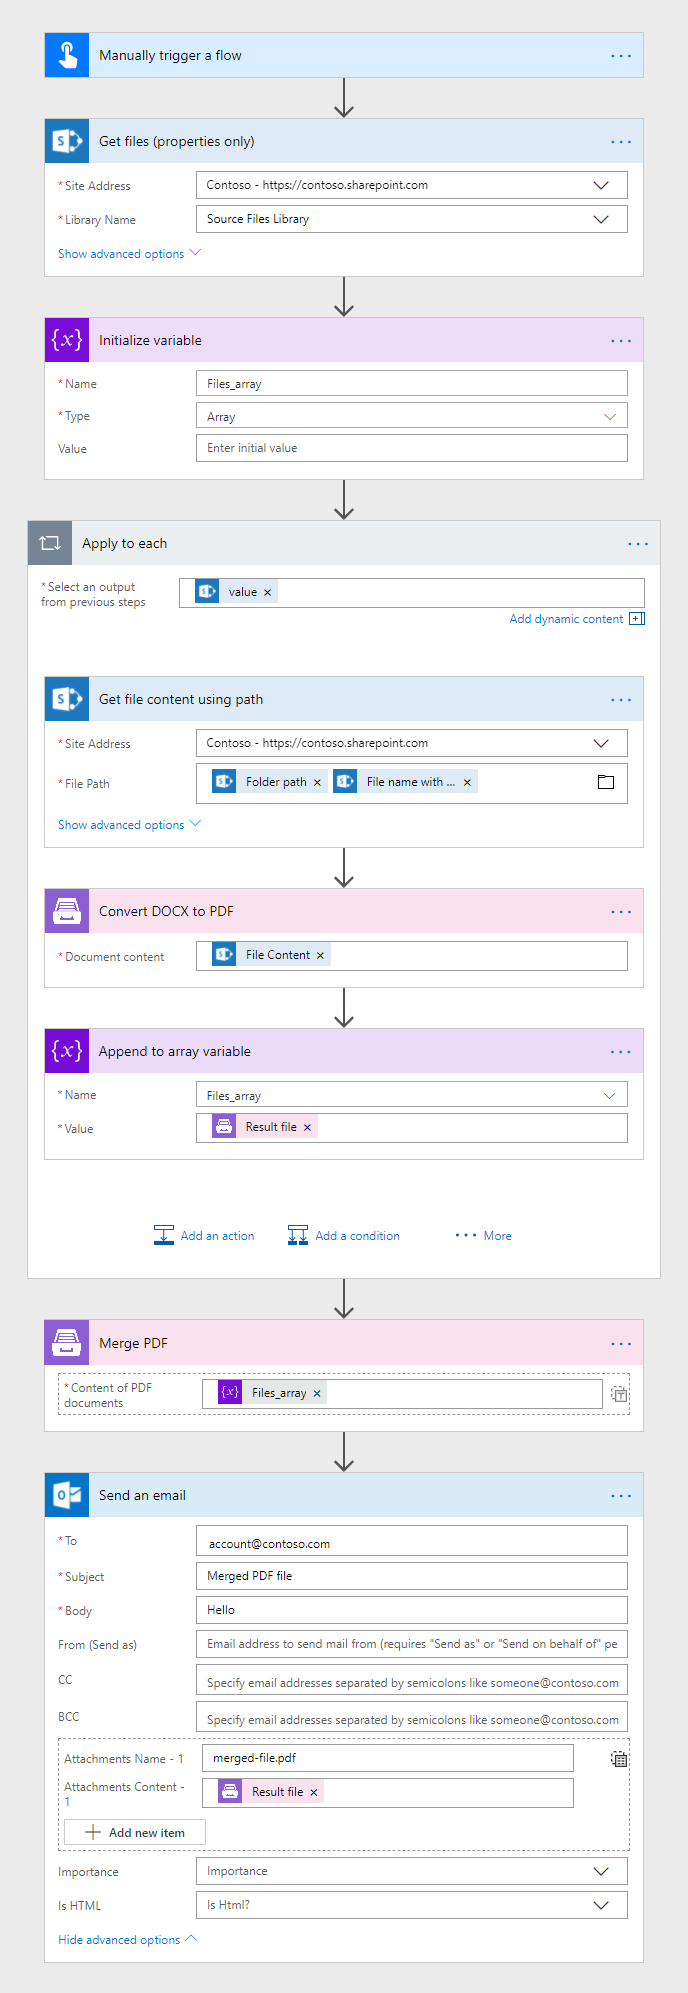 Manually trigger a flow
Get files (properties only)
* Site Address
Contoso - https://contoso.sharepoint.com
* Library Name
Source Files Library
Show advanced options
{x} Initialize variable
* Name
Files_array
* Type
Array
Value
Enter initial value
Apply to each
* Select an output
from previous steps
value ×
Add dynamic content
Get file content using path
* Site Address
Contoso - https://contoso.sharepoint.com
* File Path
Folder path × File name with ... ×
Show advanced options
Convert DOCX to PDF
* Document content
File Content ×
{x} Append to array variable
* Name
Files_array
* Value
Result file ×
Add an action Add a condition ··· More
Merge PDF
* Content of PDF
documents
{x} Files_array ×
Send an email
* To
account@contoso.com
* Subject
Merged PDF file
* Body
Hello
From (Send as)
Email address to send mail from (requires "Send as" or "Send on behalf of" pe
CC
Specify email addresses separated by semicolons like someone@contoso.com
BCC
Specify email addresses separated by semicolons like someone@contoso.com
Attachments Name - 1
merged-file.pdf
Attachments Content -
1
Result file ×
+ Add new item
Importance
Importance
Is HTML
Is Html?
Hide advanced options